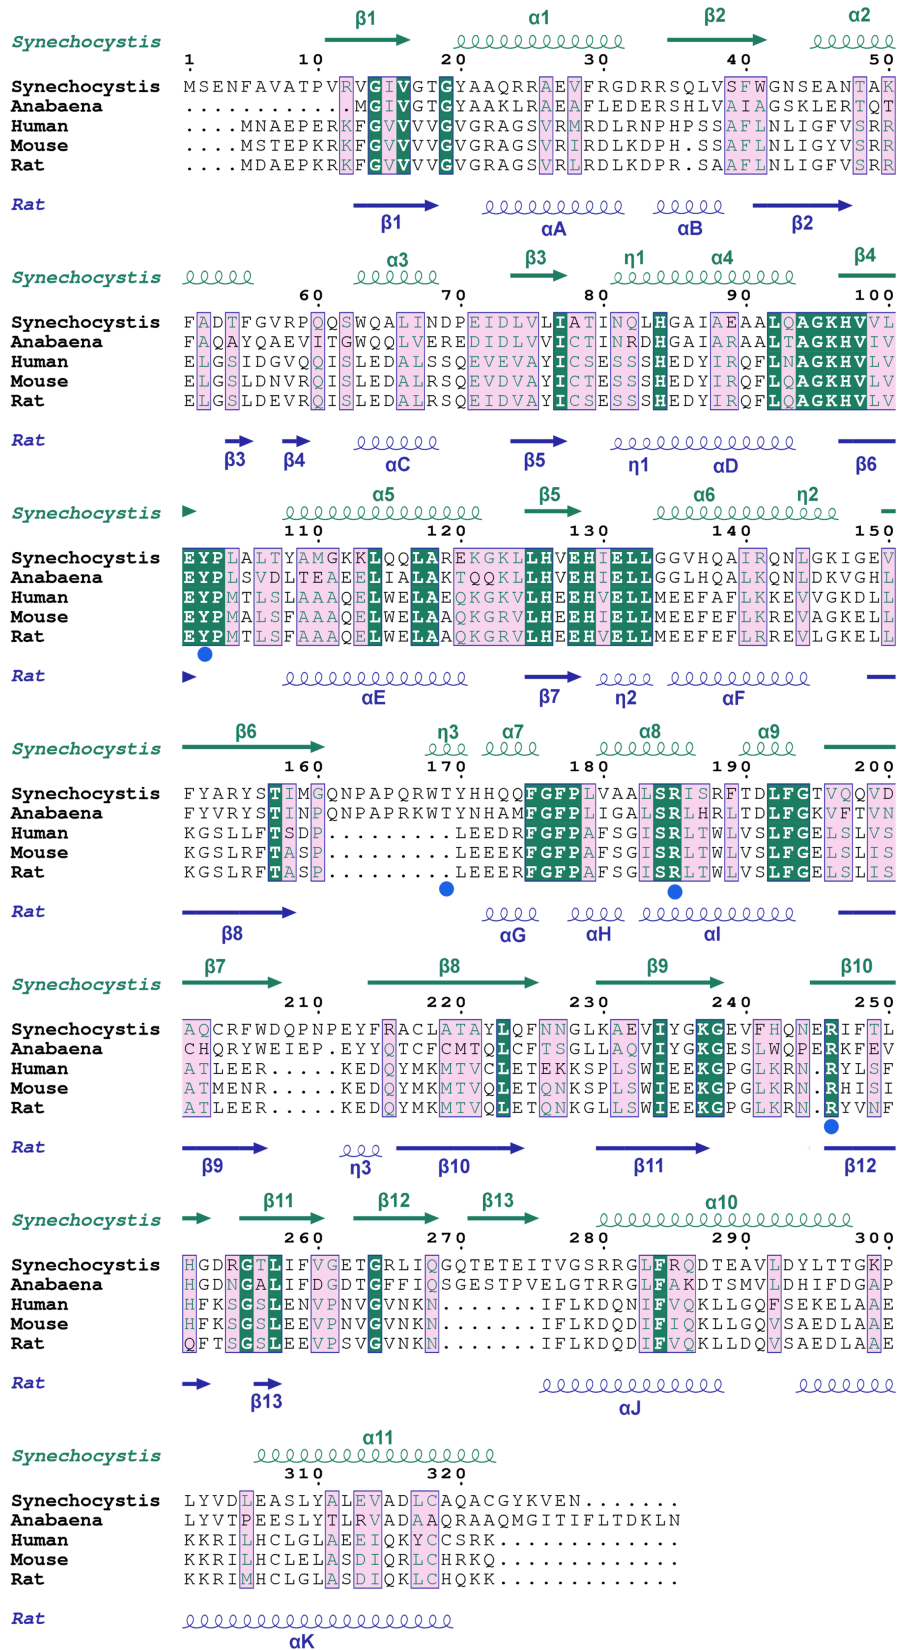 β1 α1 β2 α2
Synechocystis
1 10 20 30 40 50
Synechocystis MSENFAVATPVRVGIVGTGYAAQRRAEVFRGDRRSQLVSFWGNSEANTAK
Anabaena ............MGIVGTGYAAKLRAEAFLEDERSHLVAIAGSKLERTQT
Human ....MNAEPERKFGVVVVGVGRAGSVRMRDLRNPHPSSAFLNLIGFVSRR
Mouse ....MSTEPKRKFGVVVVGVGRAGSVRIRDLKDPR.SSAFLNLIGYVSRR
Rat ....MDAEPKRKFGVVVVGVGRAGSVRLRDLKDPR.SAAFLNLIGFVSRR
Rat
β1 αA αB β2
α3 β3 η1 α4 β4
Synechocystis
60 70 80 90 100
Synechocystis FADTFGVRPQQSWQALINDPEIDLVLIATINQLHGAIAEAALQAGKHVVL
Anabaena FAQAYQAEVITGWQQLVEREDIDLVVICTINRDHGAIARAALTAGKHVIV
Human ELGSIDGVQQISLEDALSSQEVEVAYICSESSSHEDYIRQFLNAGKHVLV
Mouse ELGSLDNVRQISLEDALRSQEVDVAYICTESSSHEDYIRQFLQAGKHVLV
Rat ELGSLDEVRQISLEDALRSQEIDVAYICSESSSHEDYIRQFLQAGKHVLV
Rat
β3 β4 αC β5 η1 αD β6
α5 β5 α6 η2
Synechocystis
110 120 130 140 150
Synechocystis EYPLALTYAMGKKLQQLAREKGKLLHVEHIELLGGVHQAIRQNLGKIGEV
Anabaena EYPLSVDLTEAEELIALAKTQQKLLHVEHIELLGGLHQALKQNLDKVGHL
Human EYPMTLSLAAAQELWELAEQKGKVLHEEHVELLMEEFAFLKKEVVGKDLL
Mouse EYPMALSFAAAQELWELAAQKGRVLHEEHIELLMEEFEFLRREVAGKELL
Rat EYPMTLSFAAAQELWELAAQKGRVLHEEHIELLMEEFEFLRREVLGKELL
Rat
αE β7 η2 αF
β6 η3 α7 α8 α9
Synechocystis
160 170 180 190 200
Synechocystis FYARYSTIMGQNPAPQRWTYHHQQFGFPLVAALSRISRFTDLFGTVQQVD
Anabaena FYVRYSTINPQNPAPRKWTYNHAMFGFPLIGALSRLHRLTDLFGKVFTVN
Human KGSLLFTSDP.........LEEDRFGFPAFSGISRLTWLVSLFGELSLVS
Mouse KGSLRFTASP.........LEEEKFGFPAFSGISRLTWLVSLFGELSLIS
Rat KGSLRFTASP.........LEEERFGFPAFSGISRLTWLVSLFGELSLIS
Rat
β8 αG αH αI
β7 β8 β9 β10
Synechocystis
210 220 230 240 250
Synechocystis AQCRFWDQPNPEYFRACLATAYLQFNNGLKAEVIYGKGEVFHQNERIFTL
Anabaena CHQRYWEIEP.EYYQTCFCMTQLCFTSGLLAQVIYGKGESLWQPERKFEV
Human ATLEER.....KEDQYMKMTVCLETEKKSPLSWIEEKGPGLKRN.RYLSF
Mouse ATMENR.....KEDQYMKMTVCLETQNKSPLSWIEEKGPGLKRN.RHISI
Rat ATLEER.....KEDQYMKMTVQLETQNKGLLSWIEEKGPGLKRN.RYVNF
Rat
β9 η3 β10 β11 β12
β11 β12 β13 α10
Synechocystis
260 270 280 290 300
Synechocystis HGDRGTLIFVGETGRLIQGQTETEITVGSRRGLFRQDTEAVLDYLTTGKP
Anabaena HGDNGALIFDGDTGFFIQSGESTPVELGTRRGLFAKDTSMVLDHIFDGAP
Human HFKSGSLENVPNVGVNKN.......IFLKDQNIFVQKLLGQFSEKELAAE
Mouse HFKSGSLEEVPNVGVNKN.......IFLKDQDIFIQKLLGQVSAEDLAAE
Rat QFTSGSLEEVPSVGVNKN.......IFLKDQDIFVQKLLDQVSAEDLAAE
Rat
β13 αJ
α11
Synechocystis
310 320
Synechocystis LYVDLEASLYALEVADLCAQACGYKVEN.......
Anabaena LYVTPEESLYTLRVADAAQRAAQMGITIFLTDKLN
Human KKRILHCLGLAEEIQKYCCSRK.............
Mouse KKRILHCLELASDIQRLCHRKQ.............
Rat KKRIMHCLGLASDIQKLCHQKK.............
Rat
αK